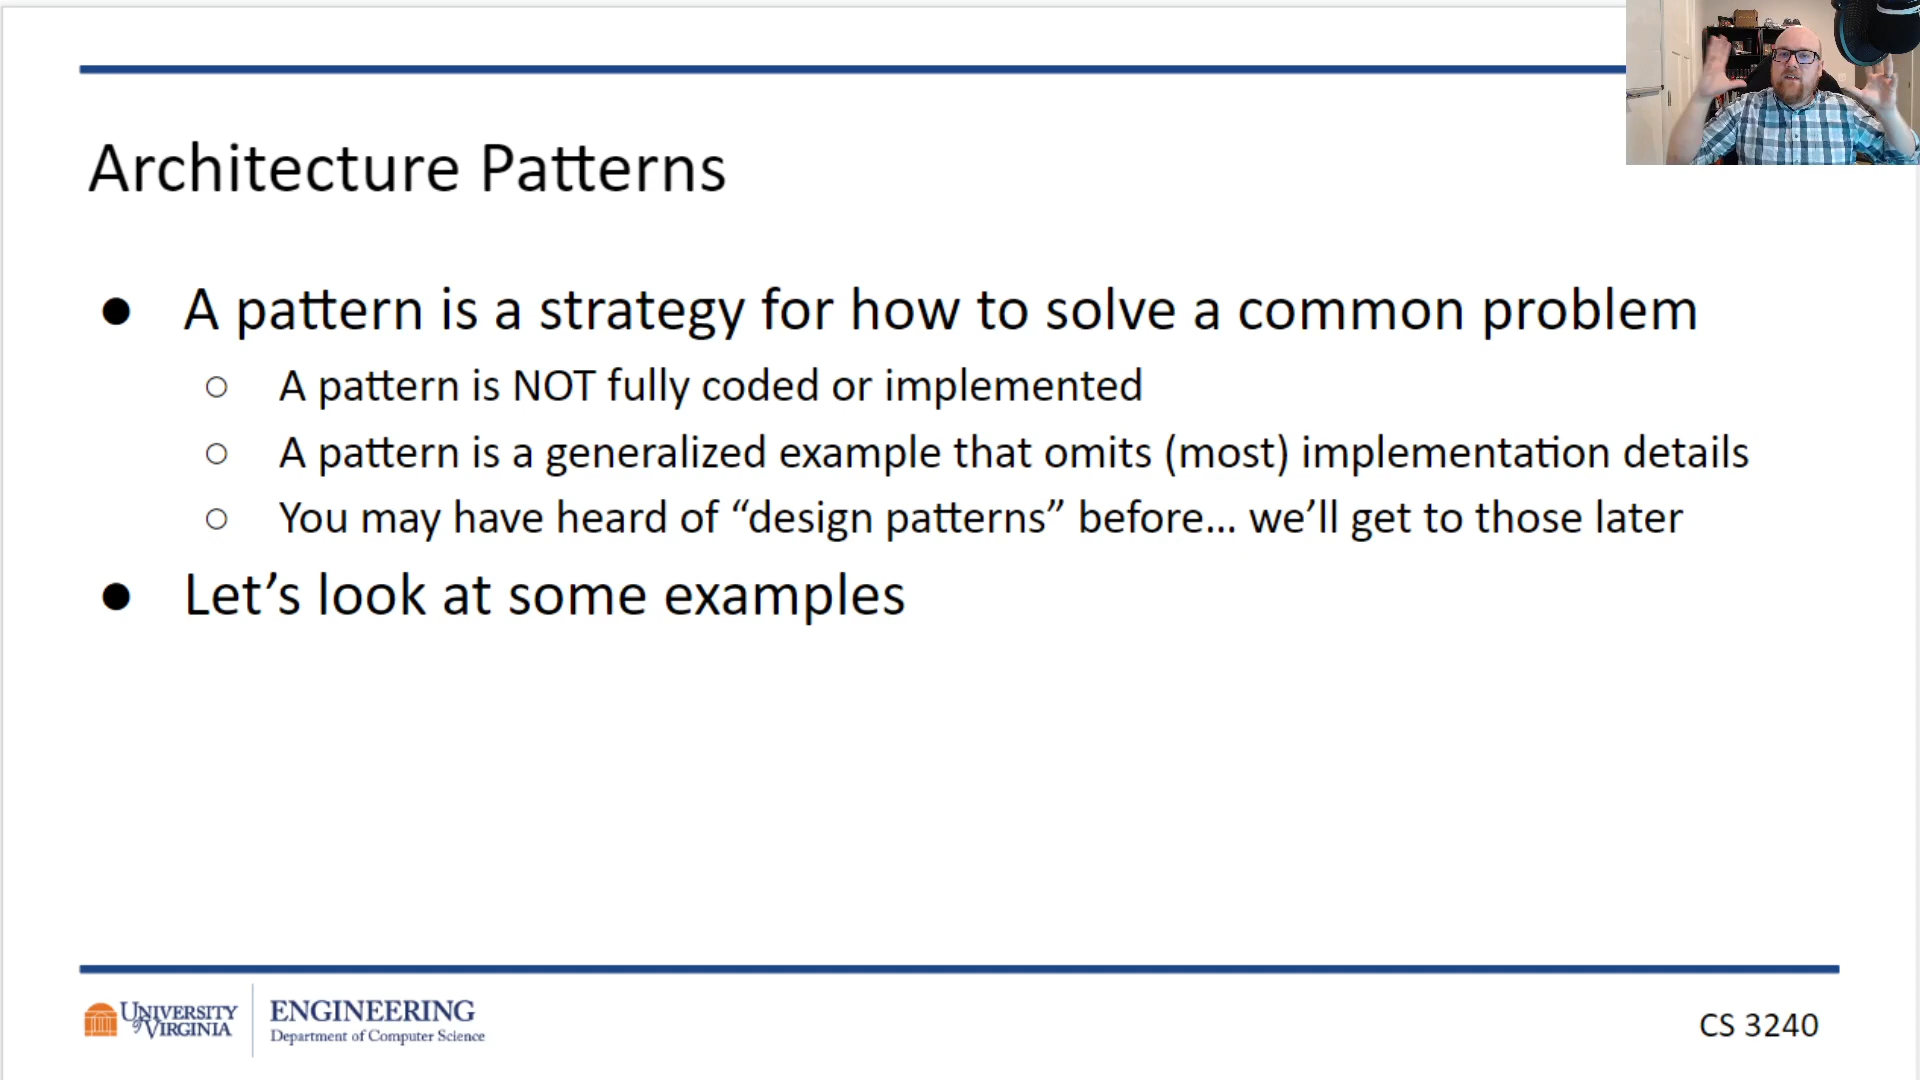 Architecture Patterns
● A pattern is a strategy for how to solve a common problem
○ A pattern is NOT fully coded or implemented
○ A pattern is a generalized example that omits (most) implementation details
○ You may have heard of “design patterns” before... we’ll get to those later
● Let’s look at some examples
UNIVERSITY
of VIRGINIA
ENGINEERING
Department of Computer Science
CS 3240